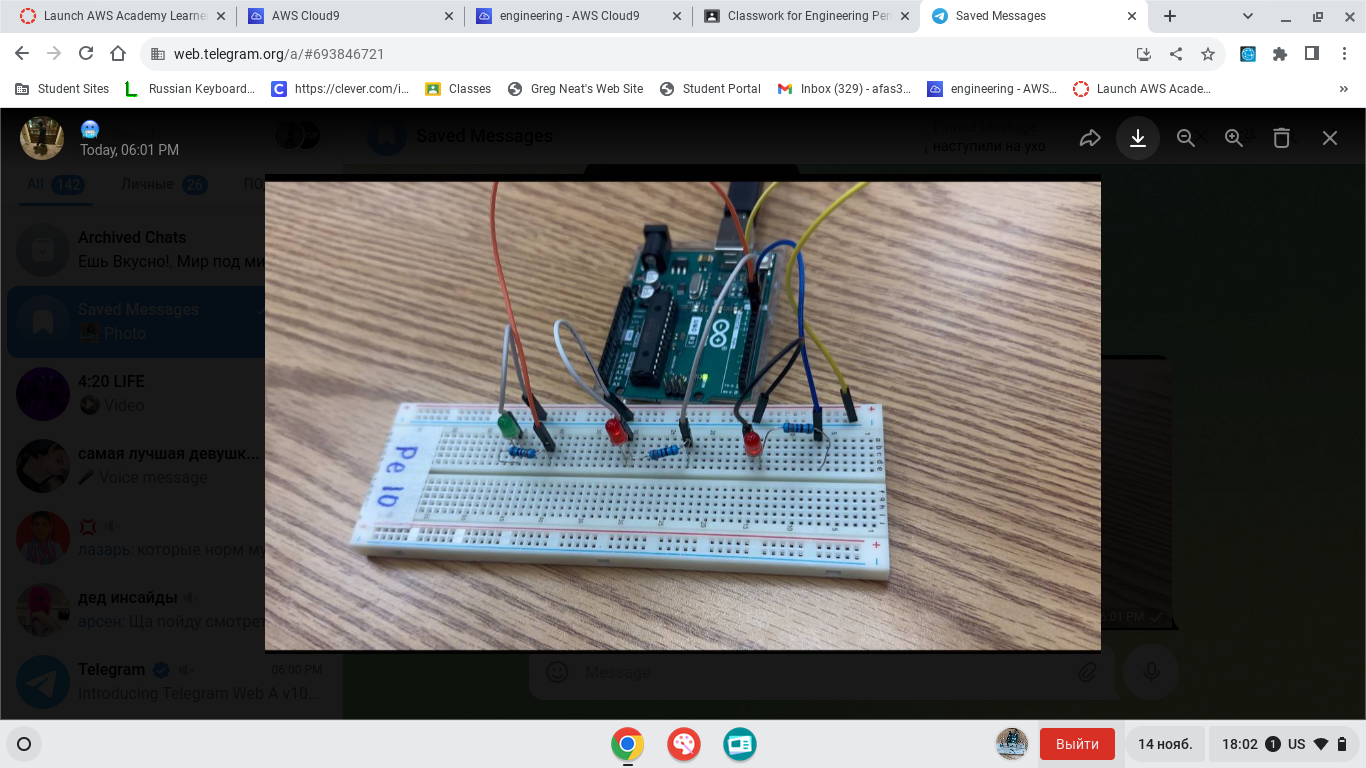 Launch AWS Academy Learne
AWS Cloud9
engineering - AWS Cloud9
Classwork for Engineering Peri
Saved Messages
web.telegram.org/a/#693846721
Student Sites
Russian Keyboard...
https://clever.com/i...
Classes
Greg Neat's Web Site
Student Portal
Inbox (329) - afas3...
engineering - AWS...
Launch AWS Acade...
Today, 06:01 PM
Saved Messages
наступили на ухо
All 142
Личные 26
Archived Chats
Ешь Вкусно!, Мир под ми
Saved Messages
Photo
4:20 LIFE
Video
самая лучшая девушк...
Voice message
лазарь: которые норм му
дед инсайды
арсен: Ща пойду смотрет
Telegram
06:00 PM
Introducing Telegram Web A v10...
Pe 10
Message
Выйти
14 нояб.
18:02
1
US